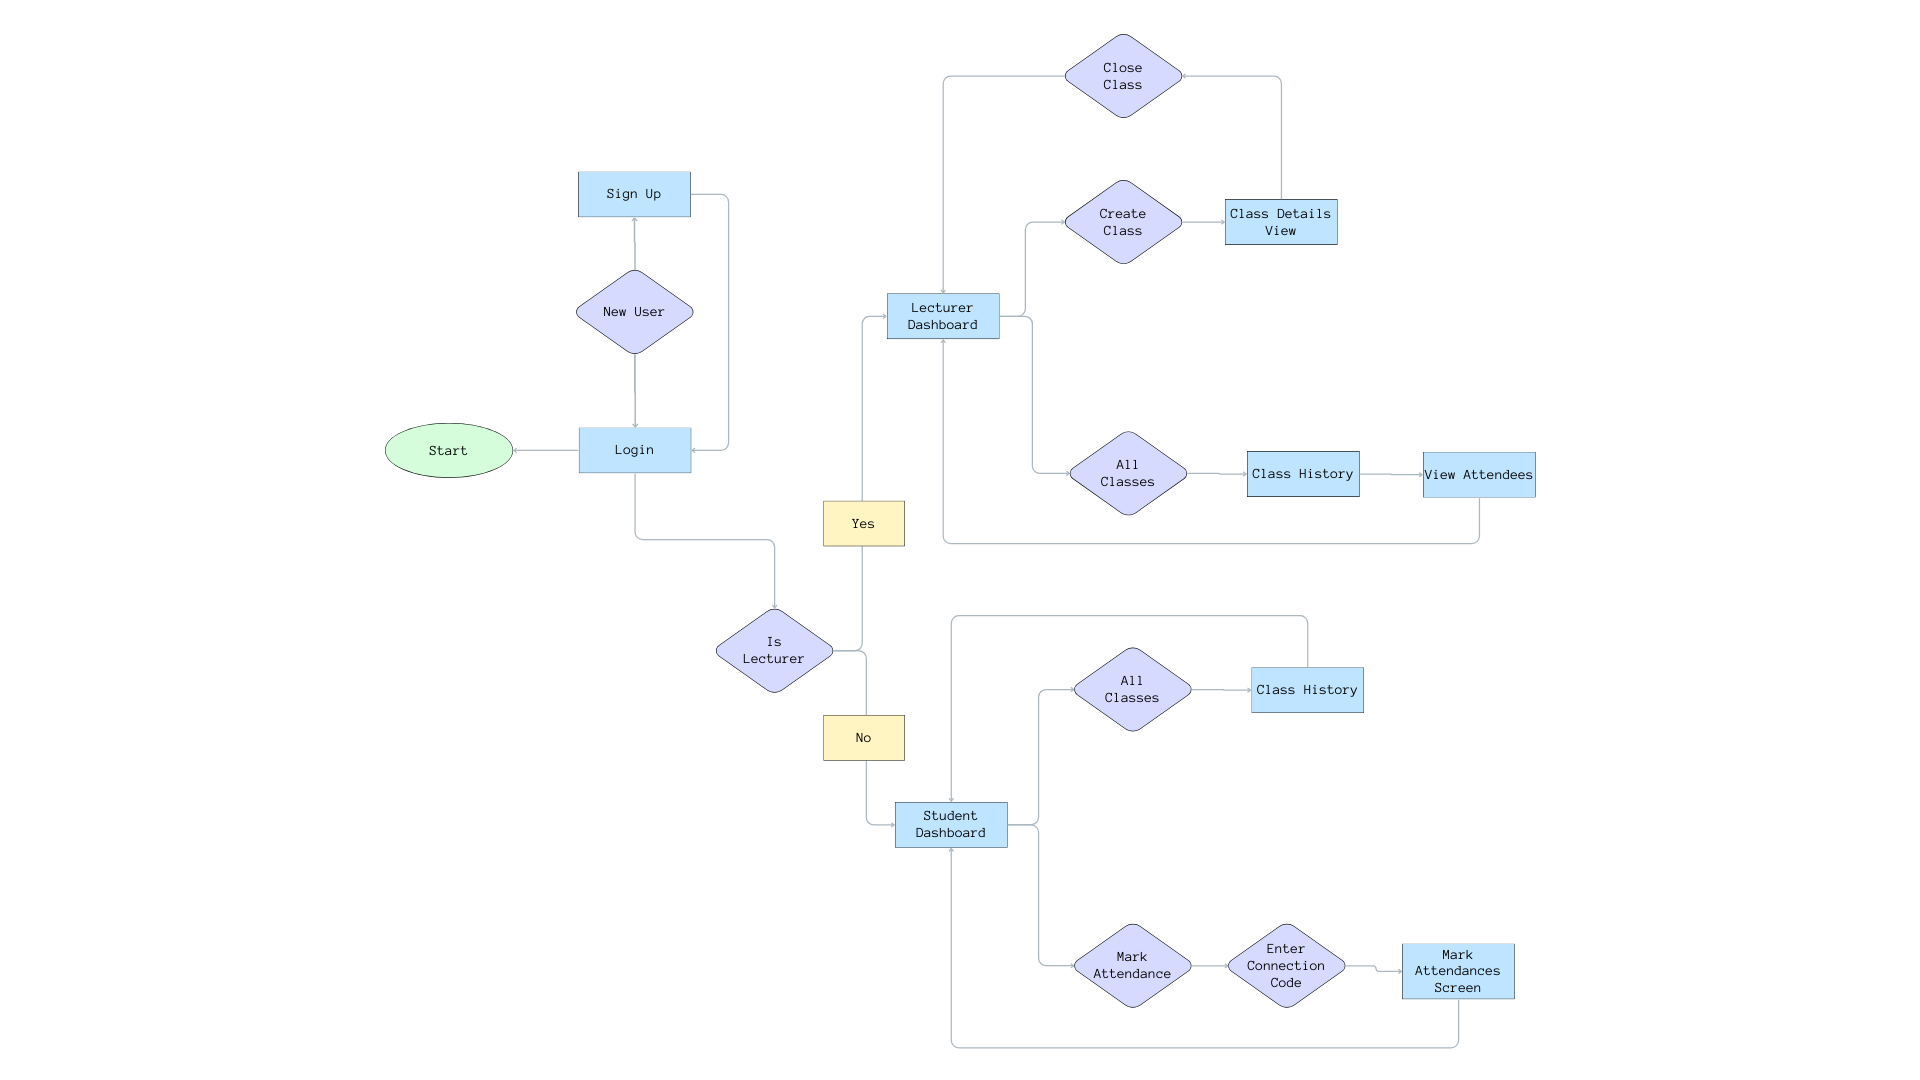 Close
Class
Sign Up
Create
Class
Class Details
View
New User
Lecturer
Dashboard
Start
Login
All
Classes
Class History
View Attendees
Yes
Is
Lecturer
All
Classes
Class History
No
Student
Dashboard
Mark
Attendance
Enter
Connection
Code
Mark
Attendances
Screen